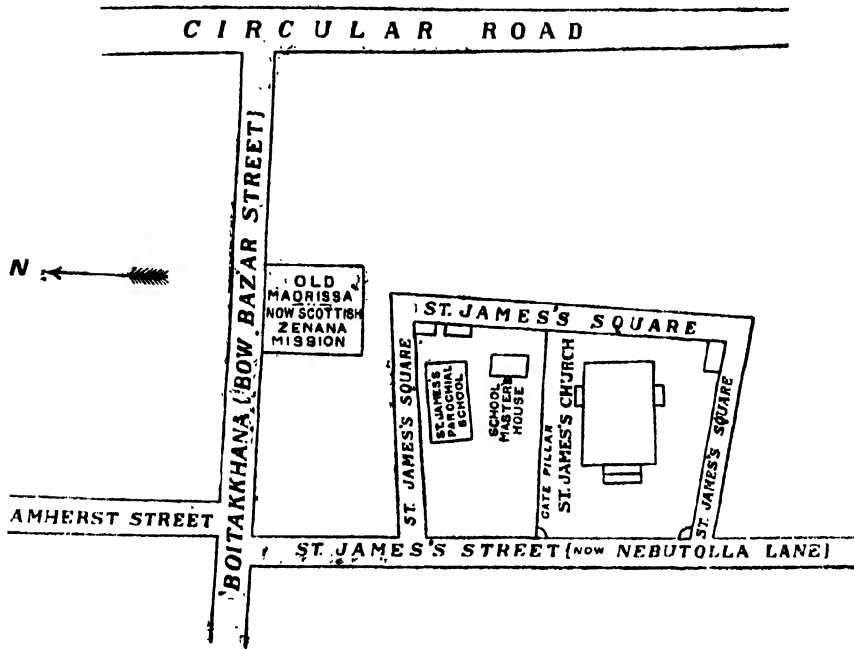 CIRCULAR ROAD
BOITAKKHANA (BOW BAZAR STREET)
N
OLD
MADRISSA
NOW SCOTTISH
ZENANA
MISSION
ST. JAMES'S SQUARE
ST. JAMES'S SQUARE
ST. JAMES'S
PAROCHIAL
SCHOOL
SCHOOL
MASTERS
HOUSE
GATE PILLAR
ST. JAMES'S CHURCH
ST. JAMES'S SQUARE
AMHERST STREET
ST. JAMES'S STREET (NOW NEBUTOLLA LANE)